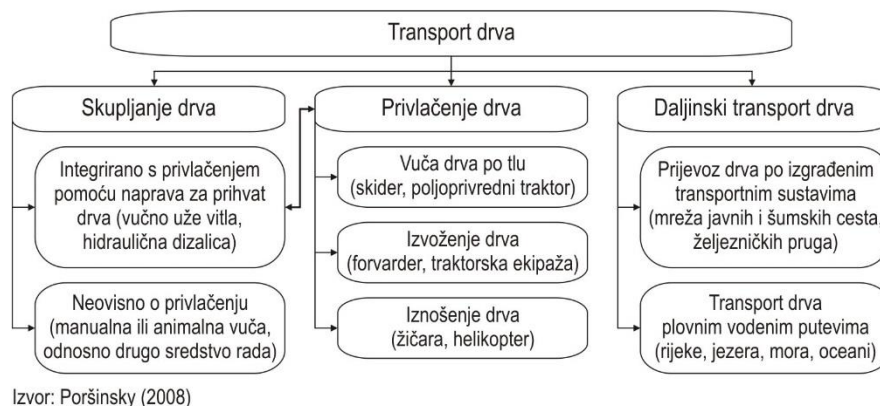 Transport drva
Skupljanje drva
Privlačenje drva
Daljinski transport drva
Integrirano s privlačenjem
pomoću naprava za prihvat
drva (vučno uže vitla,
hidraulična dizalica)
Neovisno o privlačenju
(manualna ili animalna vuča,
odnosno drugo sredstvo rada)
Vuča drva po tlu
(skider, poljoprivredni traktor)
Izvoženje drva
(forvarder, traktorska ekipaža)
Iznošenje drva
(žičara, helikopter)
Prijevoz drva po izgrađenim
transportnim sustavima
(mreža javnih i šumskih cesta,
željezničkih pruga)
Transport drva
plovnim vodenim putevima
(rijeke, jezera, mora, oceani)
Izvor: Poršinsky (2008)